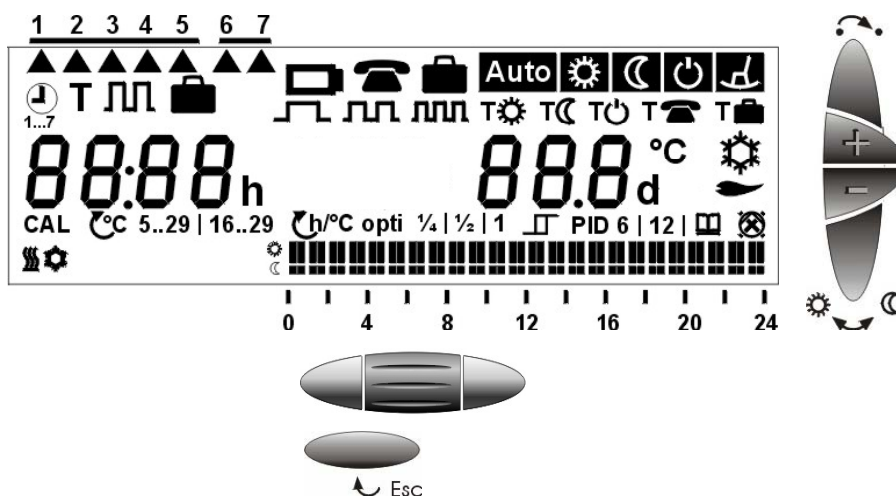 1 2 3 4 5 6 7
Auto
T
1...7
T T T T T
88:88h 88.8d °C
CAL °C 5..29 | 16..29 h/°C opti ¼ | ½ | 1 PID 6 | 12 |
0 4 8 12 16 20 24
+
-
Esc